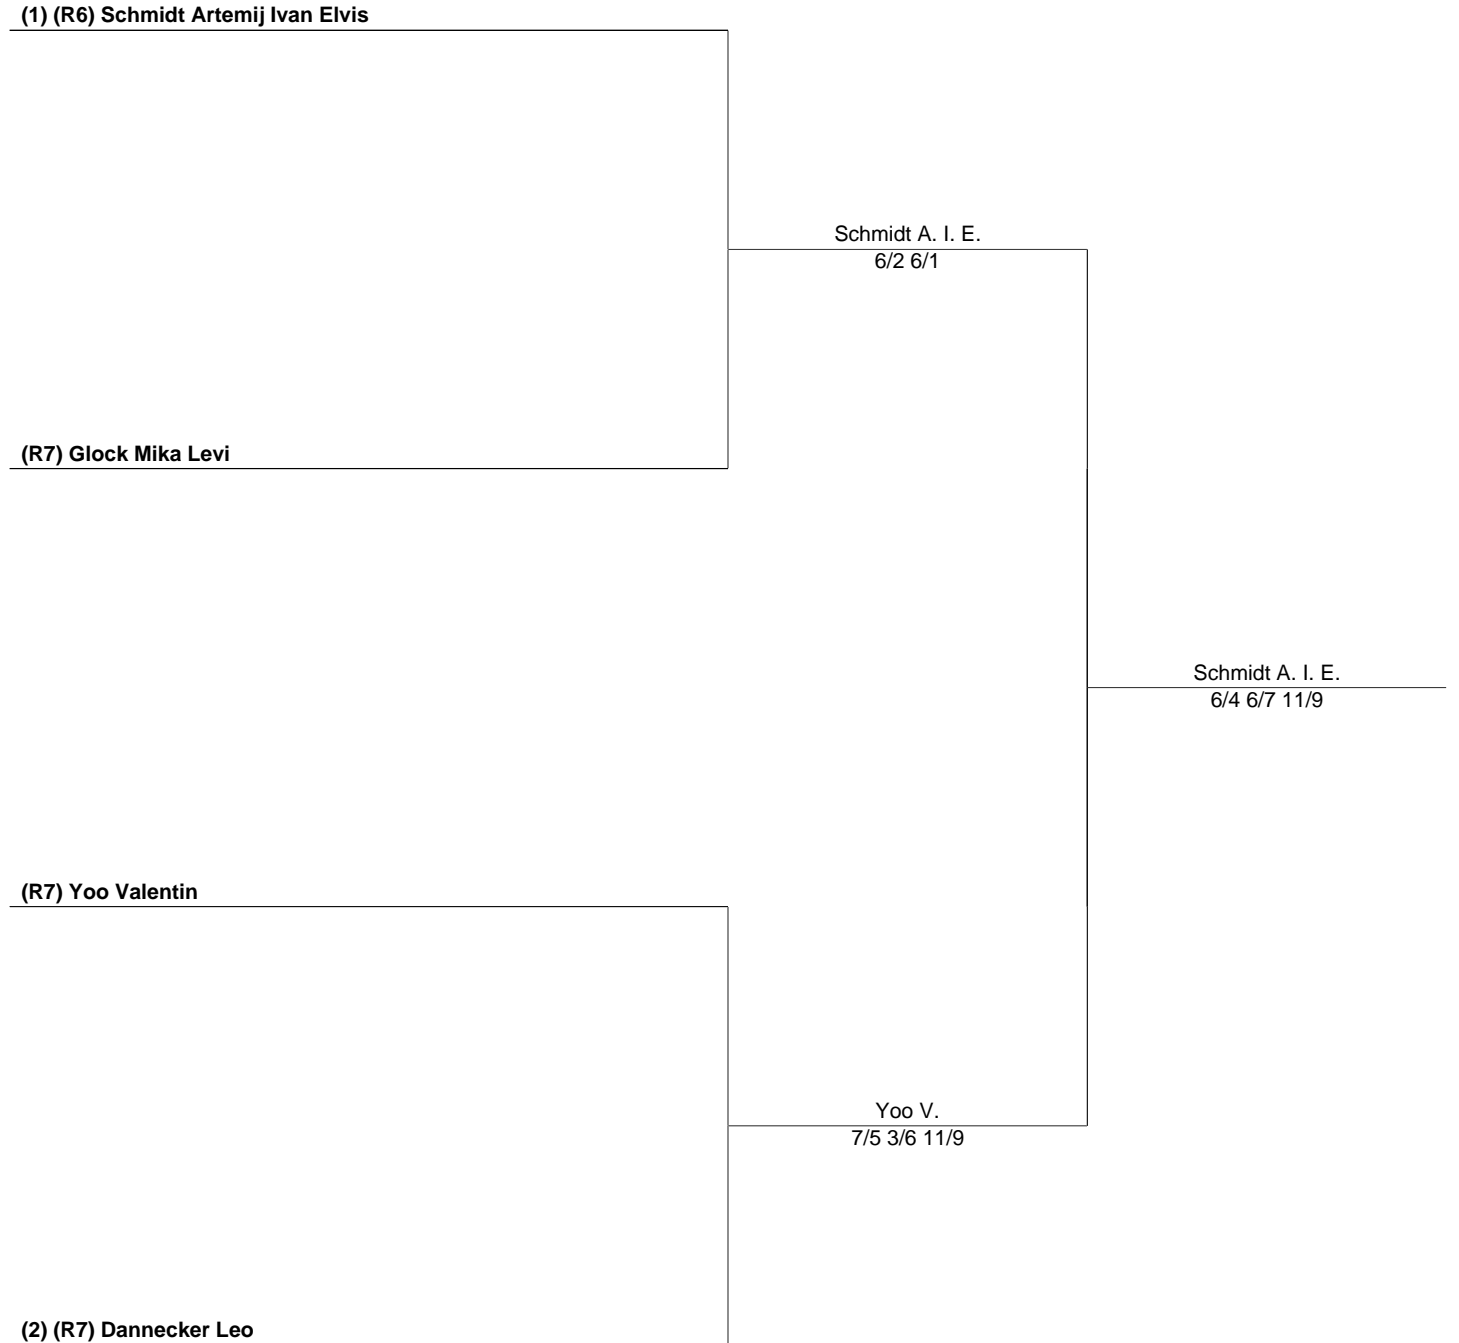 (1) (R6) Schmidt Artemij Ivan Elvis
Schmidt A. I. E.
6/2 6/1
(R7) Glock Mika Levi
Schmidt A. I. E.
6/4 6/7 11/9
(R7) Yoo Valentin
Yoo V.
7/5 3/6 11/9
(2) (R7) Dannecker Leo